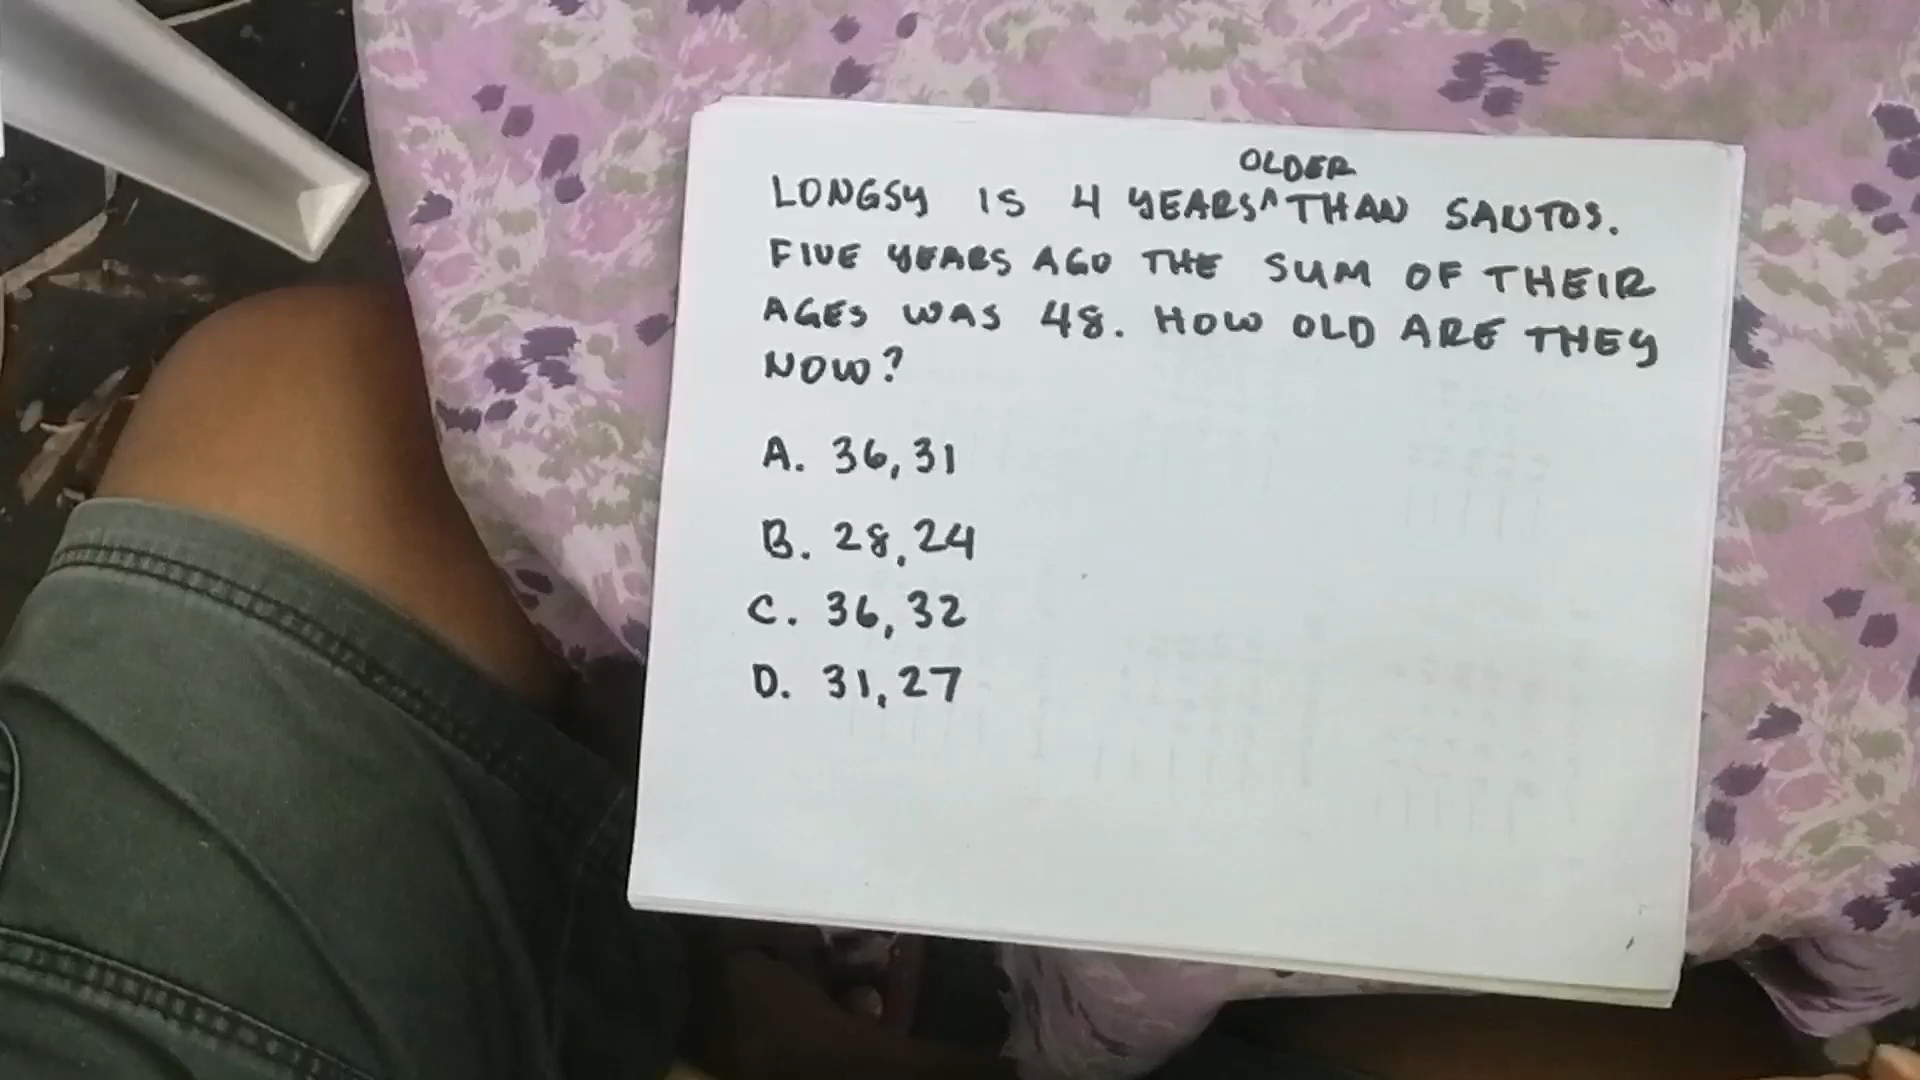 OLDER
LONGSY IS 4 YEARS^THAN SANTOS.
FIVE YEARS AGO THE SUM OF THEIR
AGES WAS 48. HOW OLD ARE THEY
NOW?
A. 36,31
B. 28,24
C. 36,32
D. 31,27